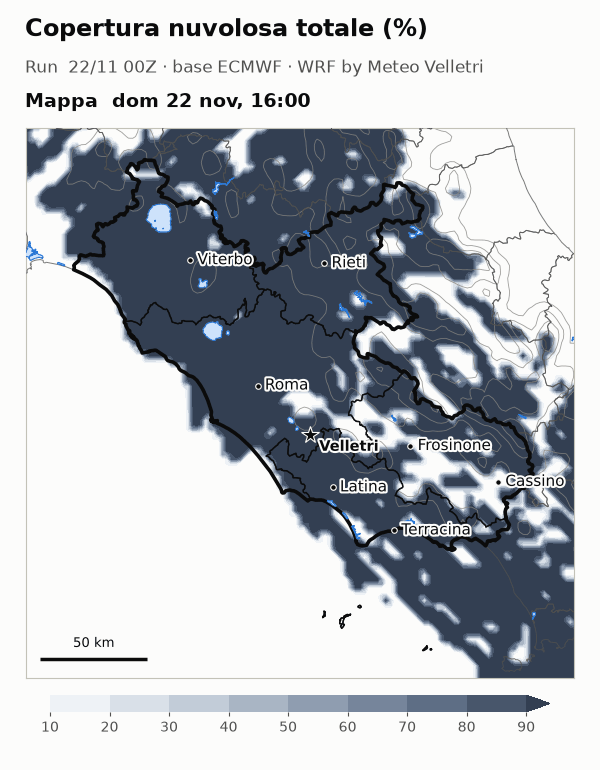 Copertura nuvolosa totale (%)
Run  22/11 00Z · base ECMWF · WRF by Meteo Velletri
Mappa  dom 22 nov, 16:00
Viterbo
Rieti
Roma
Velletri
Frosinone
Cassino
Latina
Terracina
50 km
10 20 30 40 50 60 70 80 90